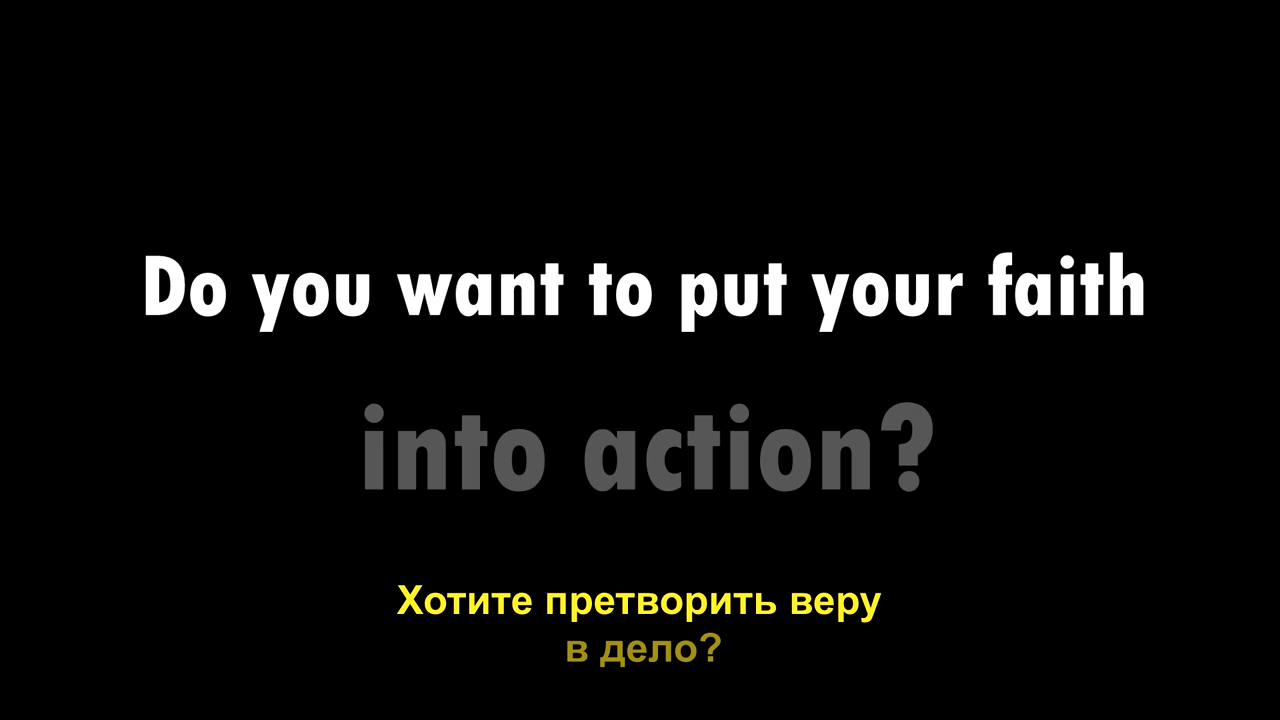 Do you want to put your faith
into action?
Хотите претворить веру
в дело?